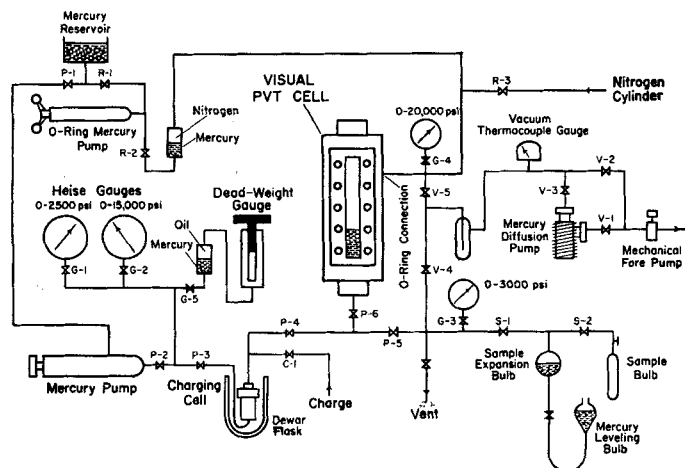 Mercury
Reservoir
P-1
R-1
O-Ring Mercury
Pump
R-2
Nitrogen
Mercury
VISUAL
PVT CELL
0-20,000 psi
G-4
V-5
R-3
Nitrogen
Cylinder
Vacuum
Thermocouple Gauge
V-2
V-3
V-1
Mercury
Diffusion
Pump
Mechanical
Fore Pump
Heise Gauges
0-2500 psi
0-15,000 psi
G-1
G-2
Dead-Weight
Gauge
Oil
Mercury
G-5
O-Ring Connection
V-4
0-3000 psi
G-3
P-6
P-4
P-5
S-1
S-2
Mercury Pump
P-2
P-3
Charging
Cell
C-1
Charge
Dewar
Flask
Vent
Sample Expansion
Bulb
Sample
Bulb
Mercury
Leveling
Bulb